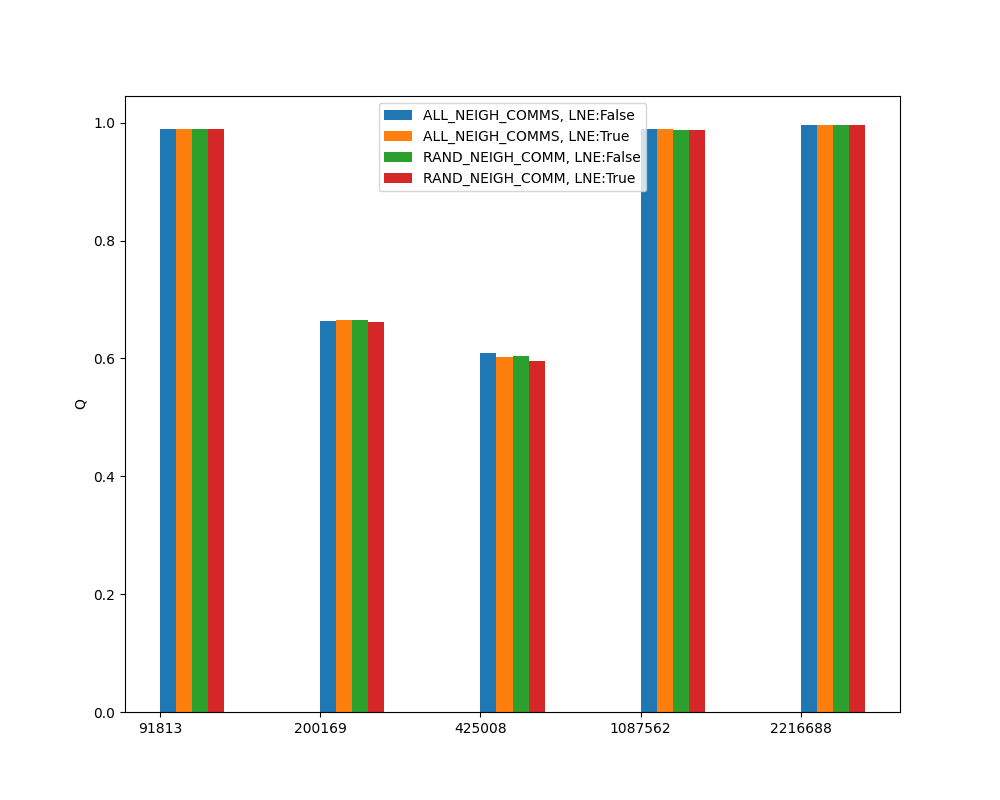 ALL_NEIGH_COMMS, LNE:False
ALL_NEIGH_COMMS, LNE:True
RAND_NEIGH_COMM, LNE:False
RAND_NEIGH_COMM, LNE:True
1.0
0.8
0.6
0.4
0.2
0.0
Q
91813 200169 425008 1087562 2216688